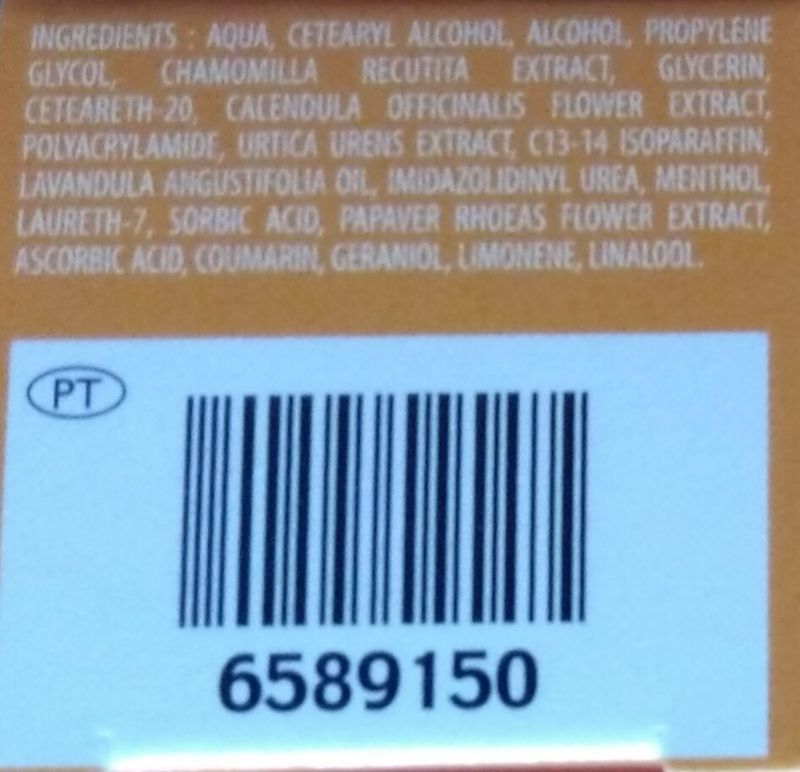 INGREDIENTS : AQUA, CETEARYL ALCOHOL, ALCOHOL, PROPYLENE
GLYCOL, CHAMOMILLA RECUTITA EXTRACT, GLYCERIN,
CETEARETH-20, CALENDULA OFFICINALIS FLOWER EXTRACT,
POLYACRYLAMIDE, URTICA URENS EXTRACT, C13-14 ISOPARAFFIN,
LAVANDULA ANGUSTIFOLIA OIL, IMIDAZOLIDINYL UREA, MENTHOL,
LAURETH-7, SORBIC ACID, PAPAVER RHOEAS FLOWER EXTRACT,
ASCORBIC ACID, COUMARIN, GERANIOL, LIMONENE, LINALOOL.
PT
6589150